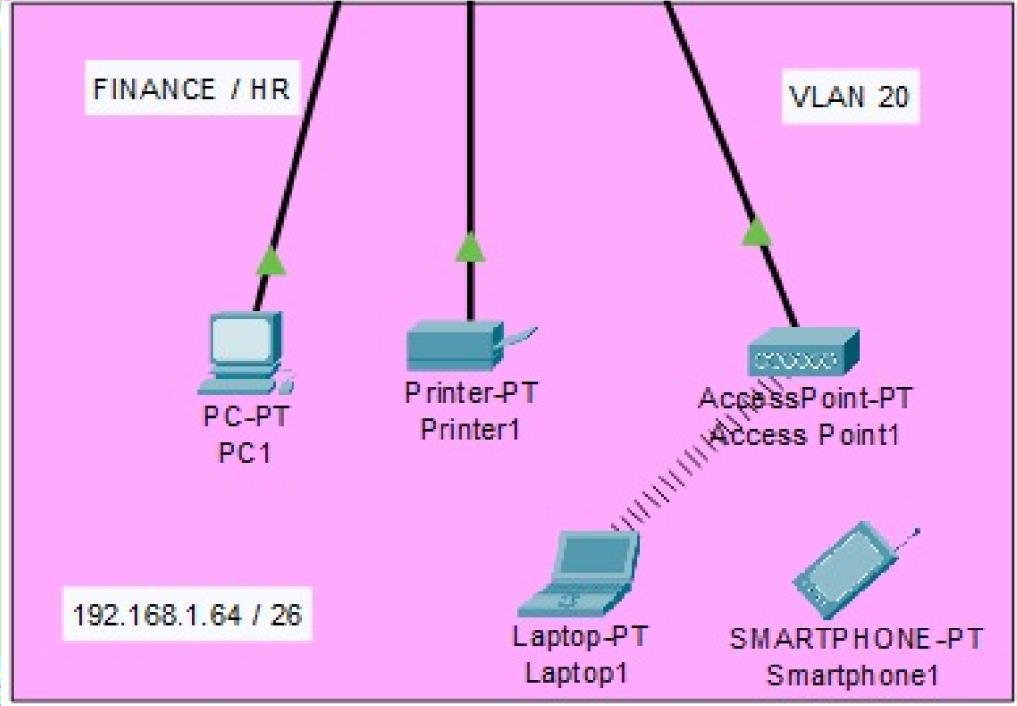 FINANCE / HR
VLAN 20
PC-PT
PC1
Printer-PT
Printer1
AccessPoint-PT
Access Point1
192.168.1.64 / 26
Laptop-PT
Laptop1
SMARTPHONE-PT
Smartphone1